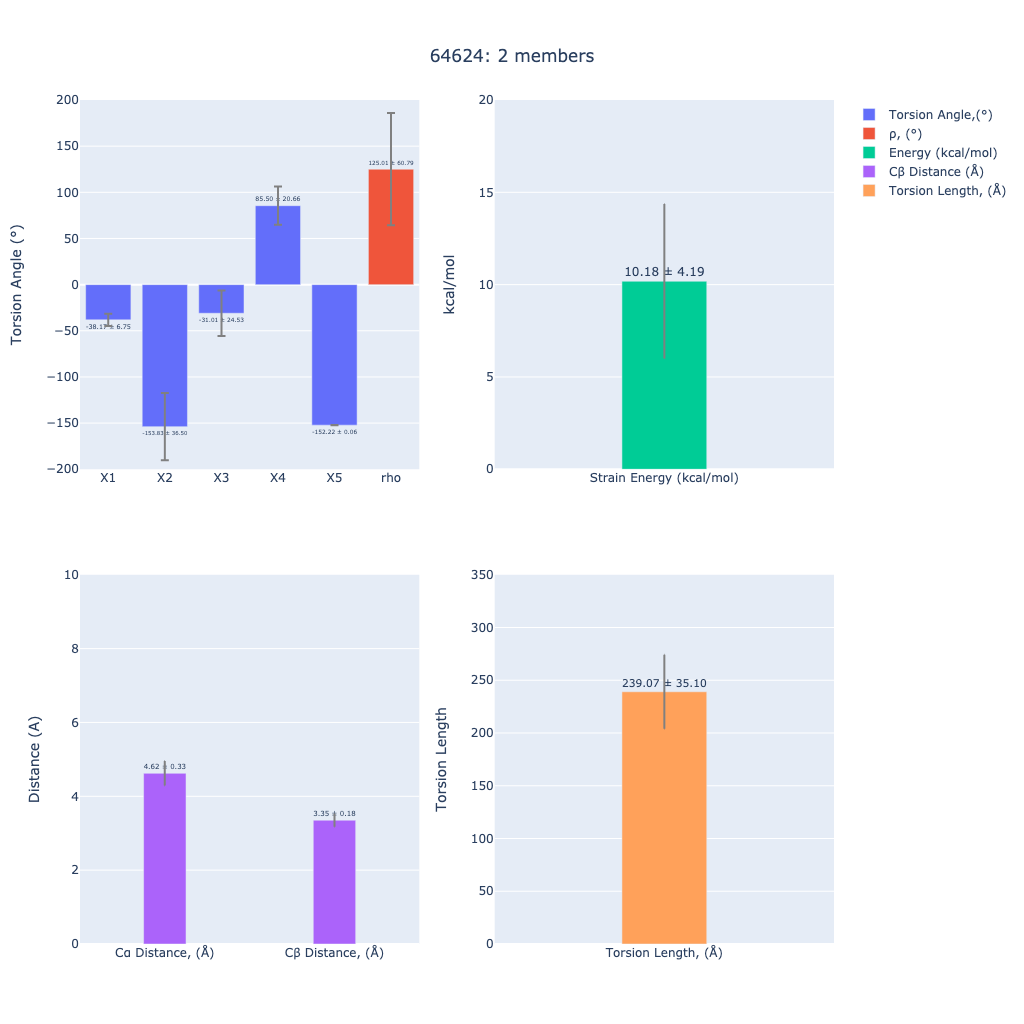 64624: 2 members
Torsion Angle (°)
200
150
100
50
0
−50
−100
−150
−200
-38.17 ± 6.75
-153.83 ± 36.50
-31.01 ± 24.53
85.50 ± 20.66
-152.22 ± 0.06
125.01 ± 60.79
X1 X2 X3 X4 X5 rho
kcal/mol
20
15
10
5
0
10.18 ± 4.19
Strain Energy (kcal/mol)
Torsion Angle,(°)
ρ, (°)
Energy (kcal/mol)
Cβ Distance (Å)
Torsion Length, (Å)
Distance (A)
10
8
6
4
2
0
4.62 ± 0.33
3.35 ± 0.18
Cα Distance, (Å) Cβ Distance, (Å)
Torsion Length
350
300
250
200
150
100
50
0
239.07 ± 35.10
Torsion Length, (Å)